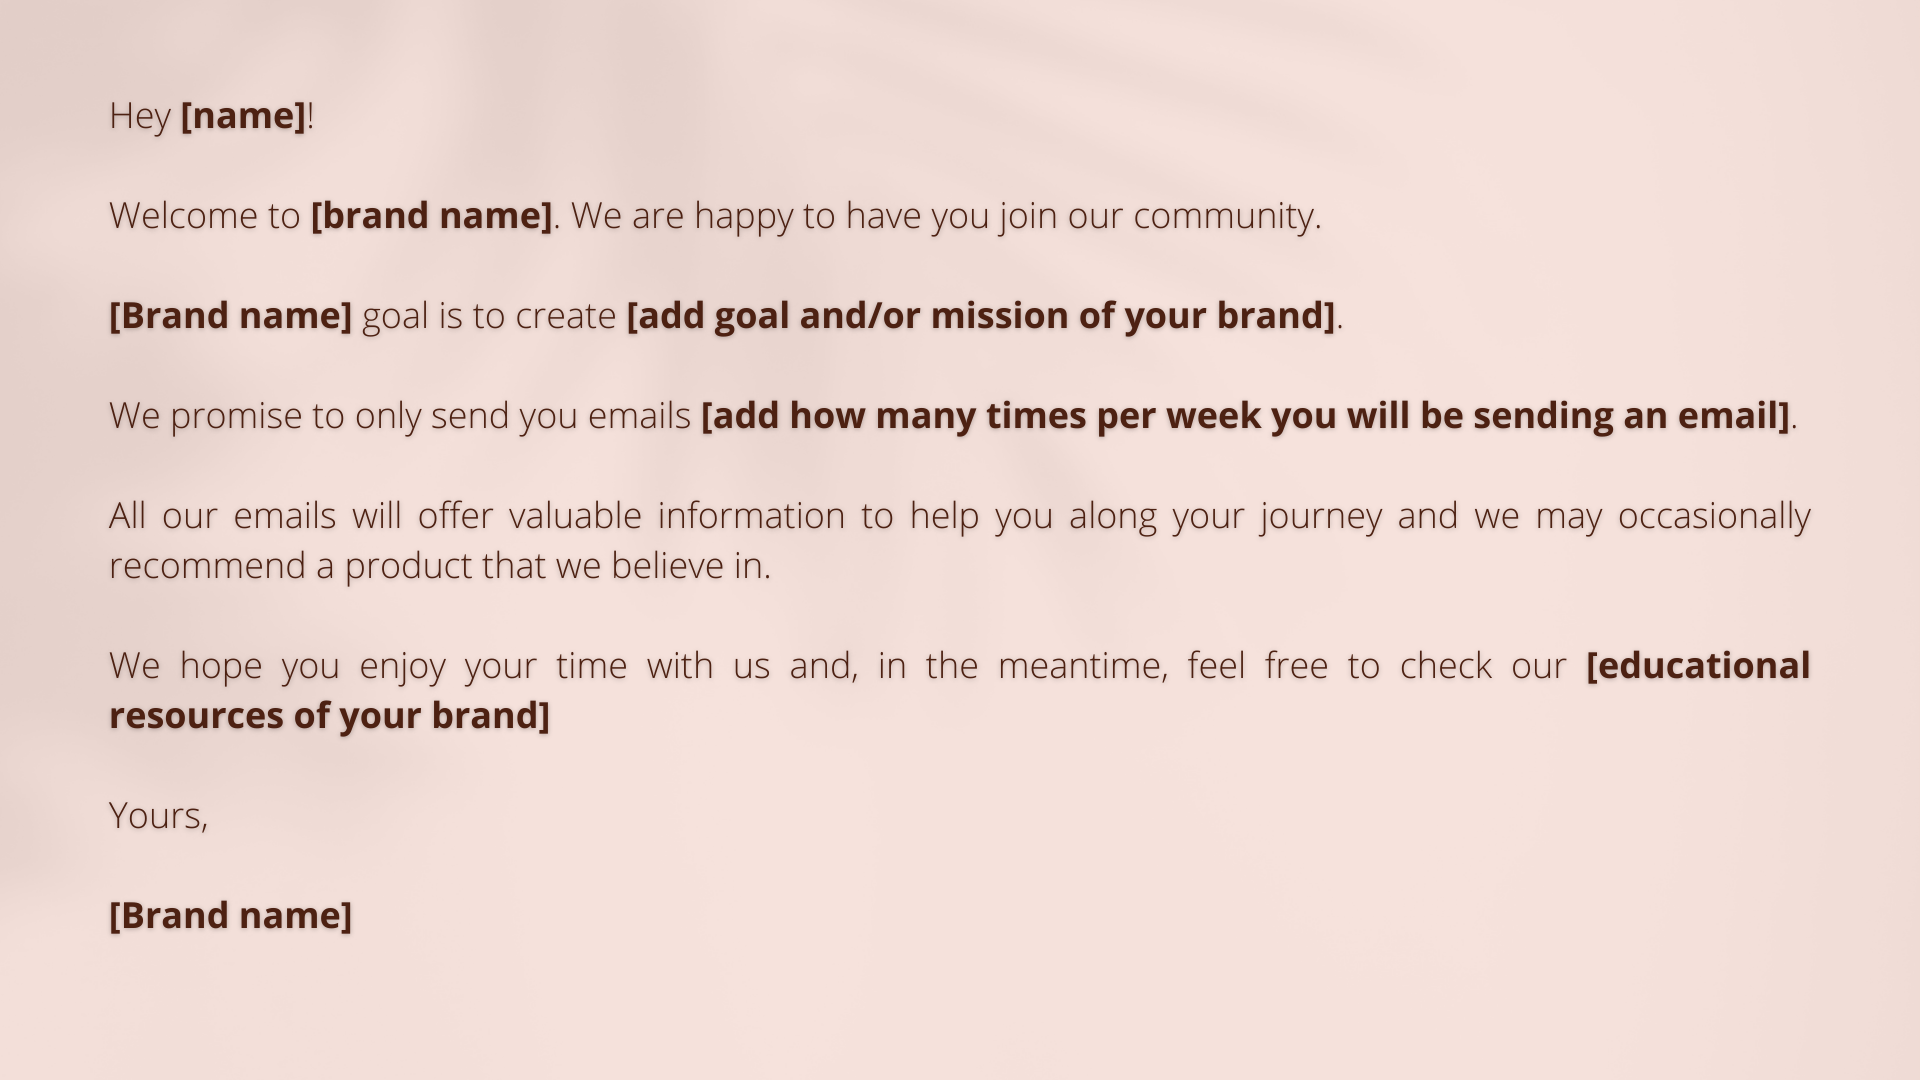 Hey [name]!
Welcome to [brand name]. We are happy to have you join our community.
[Brand name] goal is to create [add goal and/or mission of your brand].
We promise to only send you emails [add how many times per week you will be sending an email].
All our emails will offer valuable information to help you along your journey and we may occasionally
recommend a product that we believe in.
We hope you enjoy your time with us and, in the meantime, feel free to check our [educational
resources of your brand]
Yours,
[Brand name]